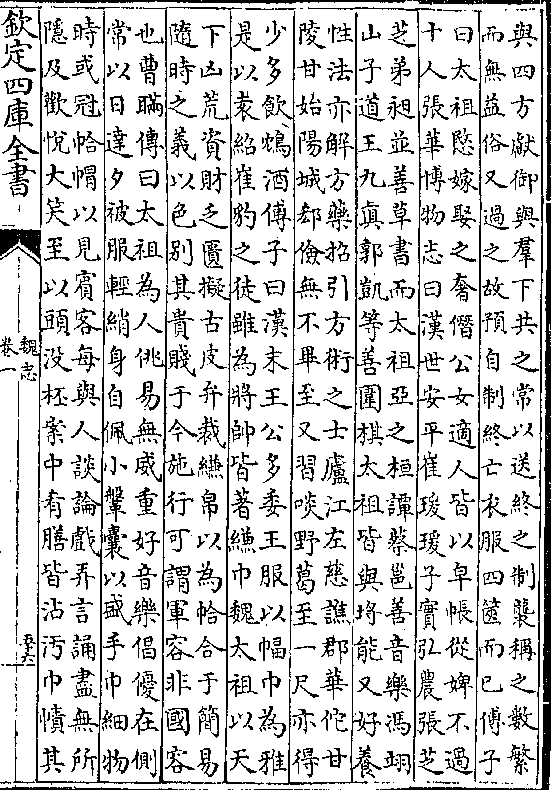 與四方獻御與羣下共之常以送終之制襲稱之數繁
而無益俗又過之故預自制終亡衣服四篋而已傅子
曰太祖愍嫁娶之奢僭公女適人皆以皁帳從婢不過
十人張華博物志曰漢世安平崔瑗瑗子實弘農張芝
芝弟昶並善草書而太祖亞之桓譚蔡邕善音樂馮翊
山子道王九真郭凱等善圍棋太祖皆與埒能又好養
性法亦解方藥招引方術之士廬江左慈譙郡華佗甘
陵甘始陽城郄儉無不畢至又習啖野葛至一尺亦得
少多飲鴆酒傅子曰漢末王公多委王服以幅巾為雅
是以袁紹崔豹之徒雖為將帥皆著縑巾魏太祖以天
下凶荒資財乏匱擬古皮弁裁縑帛以為帢合于簡易
隨時之義以色別其貴賤于今施行可謂軍容非國容
也曹瞞傳曰太祖為人佻易無威重好音樂倡優在側
常以日達夕被服輕綃身自佩小鞶囊以盛手巾細物
時或冠帢帽以見賓客每與人談論戲弄言誦盡無所
隱及歡悅大笑至以頭没柸案中肴膳皆沾汚巾幘其
欽定四庫全書
魏志
卷一
五十六